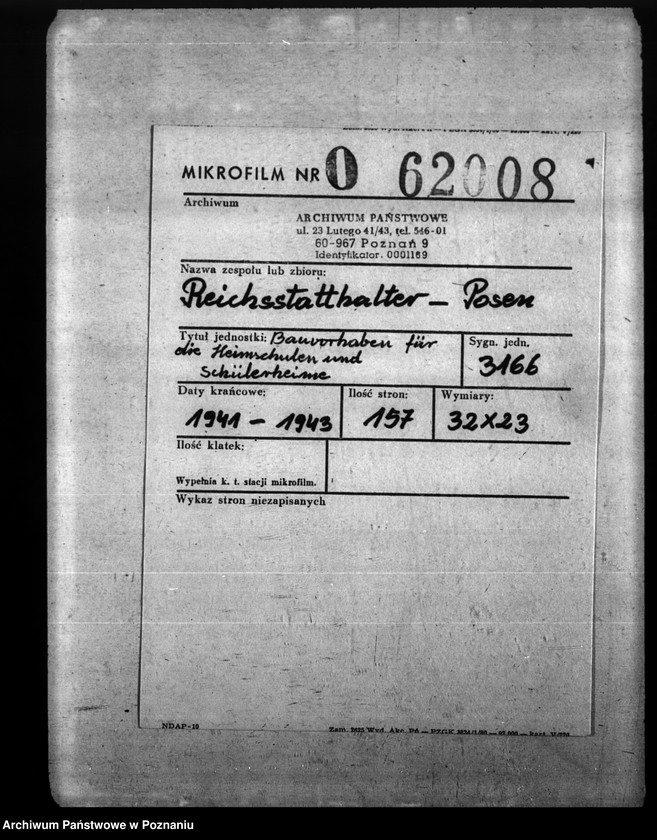 MIKROFILM NR 0 62008
Archiwum
ARCHIWUM PAŃSTWOWE
ul. 23 Lutego 41/43, tel. 546-01
60-967 Poznań 9
Identyfikator. 0001169
Nazwa zespołu lub zbioru:
Reichsstatthalter – Posen
Tytuł jednostki: Bauvorhaben für
die Heimschulen und
Schülerheime
Sygn. jedn.
3166
Daty krańcowe:
1941 – 1943
Ilość stron:
157
Wymiary:
32x23
Ilość klatek:
Wypełnia k. t. stacji mikrofilm.
Wykaz stron niezapisanych
NDAP-10
Archiwum Państwowe w Poznaniu